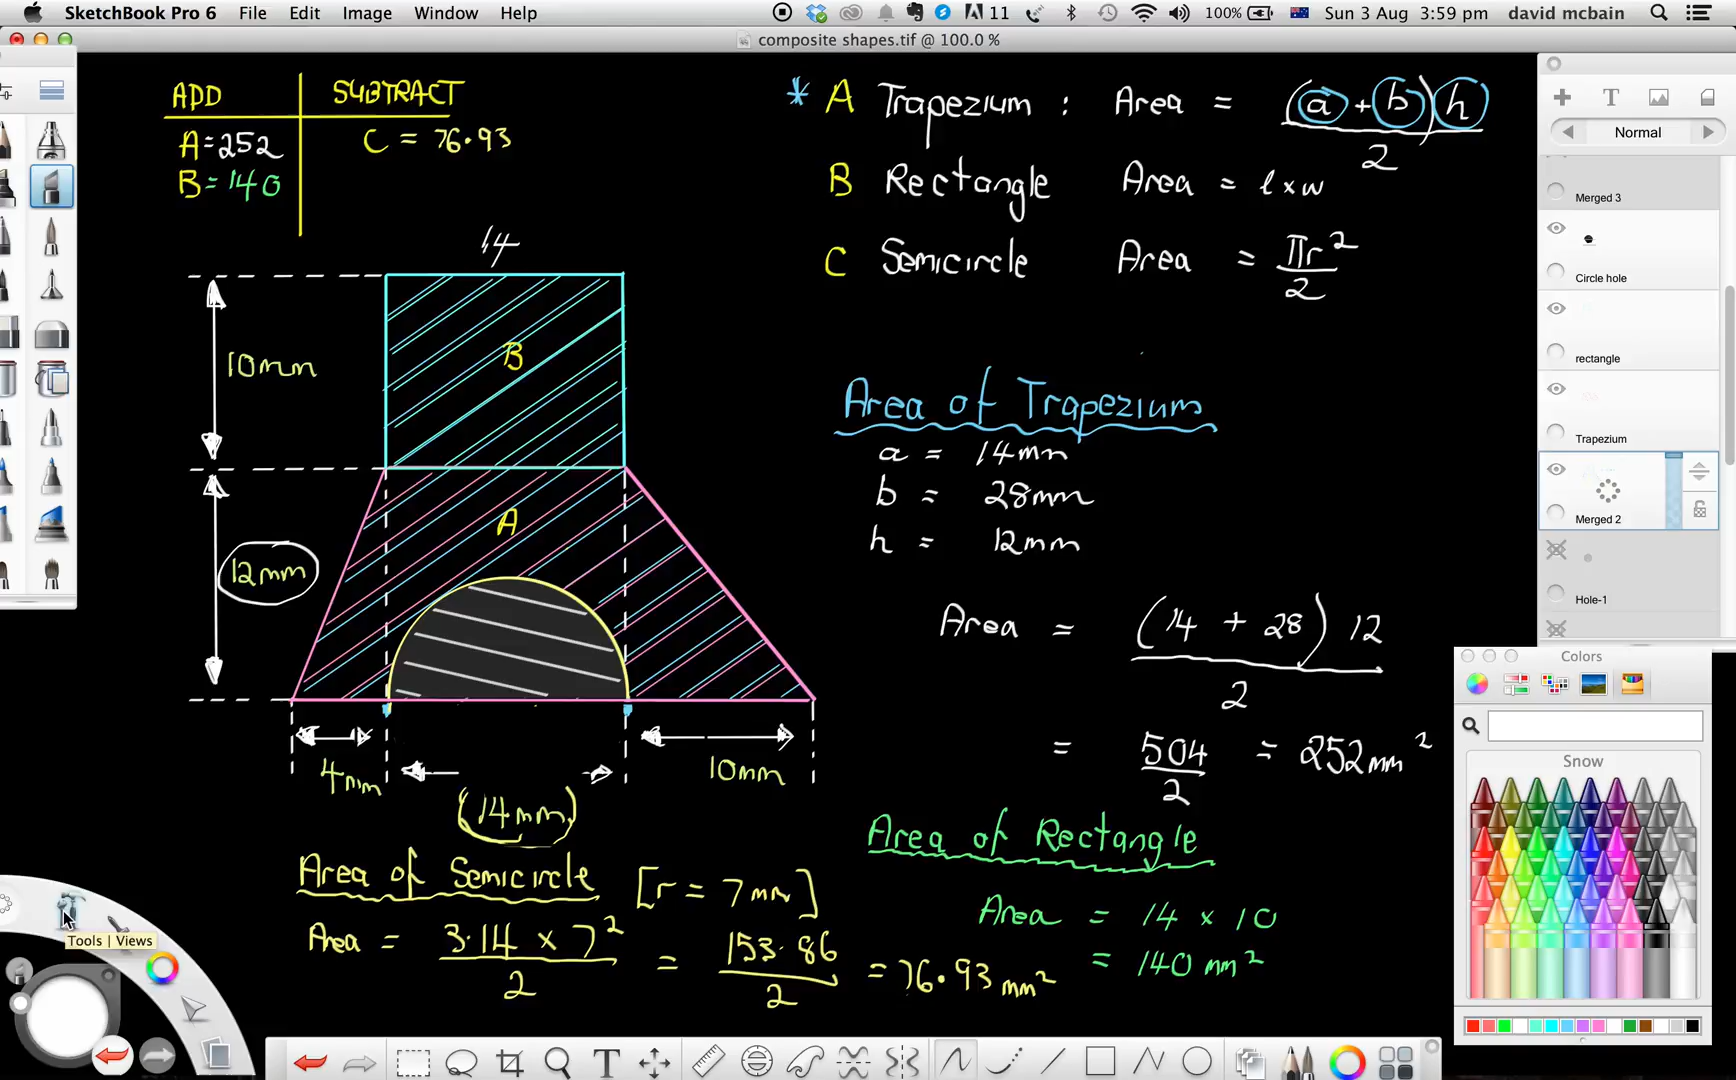 SketchBook Pro 6 File Edit Image Window Help 11 100% Sun 3 Aug 3:59 pm david mcbain
composite shapes.tif @ 100.0 %
ADD SUBTRACT
A=252 C = 76.93
B=140
* A Trapezium : Area = (a + b) h
2
B Rectangle Area = l x w
C Semicircle Area = πr²
2
14
10mm
B
A
12mm
4mm
(14mm)
10mm
Area of Trapezium
a = 14mm
b = 28mm
h = 12mm
Area = (14 + 28) 12
2
= 504 = 252mm²
2
Area of Rectangle
Area = 14 x 10
= 140 mm²
Area of Semicircle [r = 7mm]
Area = 3.14 x 7² = 153.86 = 76.93 mm²
2 2
Tools | Views
T
Normal
Merged 3
Circle hole
rectangle
Trapezium
Merged 2
Hole-1
Colors
Snow
T